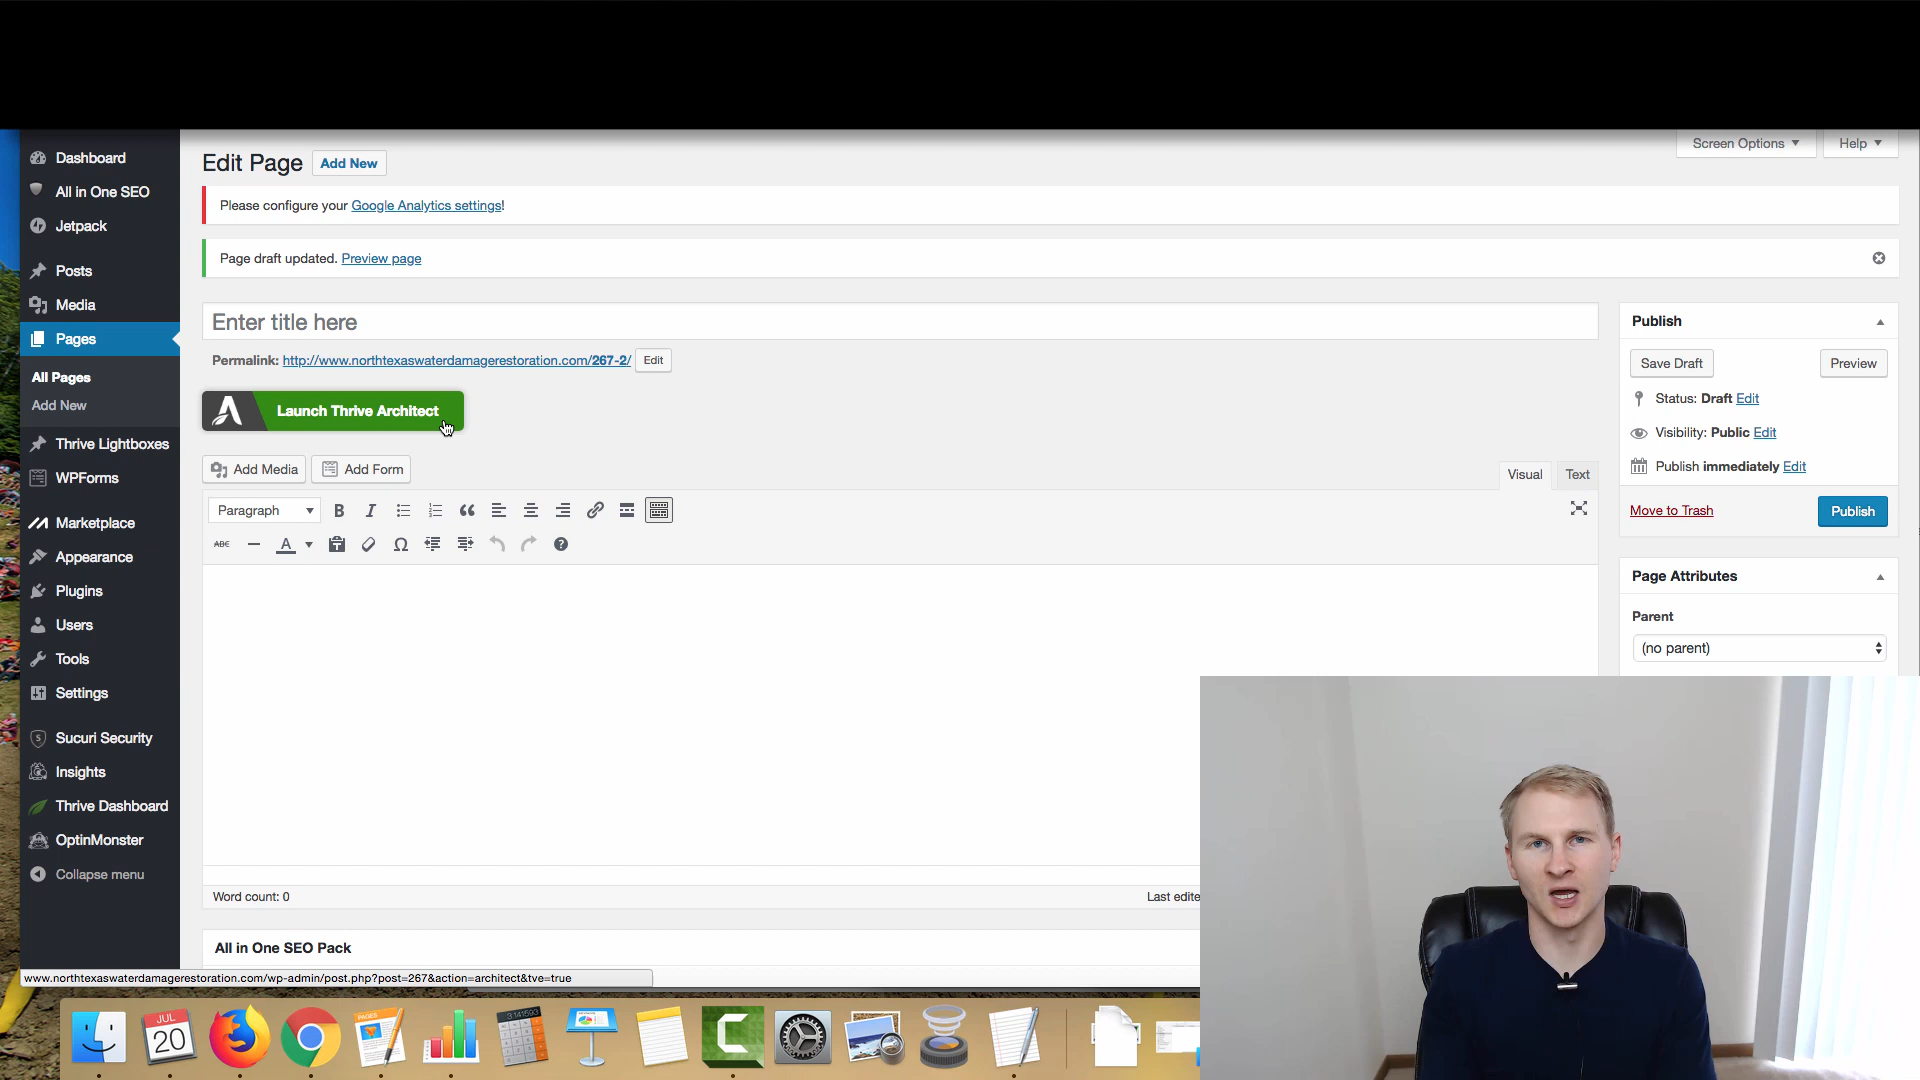 Screen Options
Help
Dashboard
All in One SEO
Jetpack
Posts
Media
Pages
All Pages
Add New
Thrive Lightboxes
WPForms
Marketplace
Appearance
Plugins
Users
Tools
Settings
Sucuri Security
Insights
Thrive Dashboard
OptinMonster
Collapse menu
Edit Page Add New
Please configure your Google Analytics settings!
Page draft updated. Preview page
Enter title here
Permalink: http://www.northtexaswaterdamagerestoration.com/267-2/ Edit
Launch Thrive Architect
Add Media Add Form
Visual Text
Paragraph
B I
ABC
A
Word count: 0
Last edite
All in One SEO Pack
Publish
Save Draft Preview
Status: Draft Edit
Visibility: Public Edit
Publish immediately Edit
Move to Trash Publish
Page Attributes
Parent
(no parent)
www.northtexaswaterdamagerestoration.com/wp-admin/post.php?post=267&action=architect&tve=true
JUL
20
PAGES
3.141593